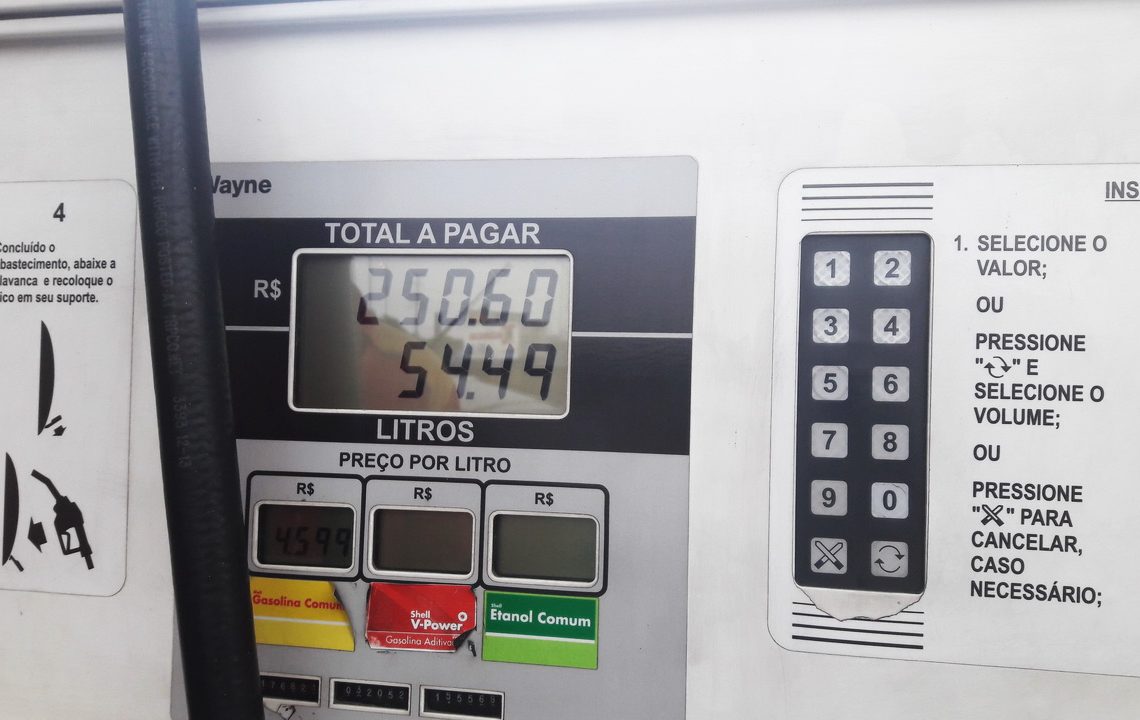 4
Concluído o
abastecimento, abaixe a
alavanca e recoloque o
bico em seu suporte.
Wayne
TOTAL A PAGAR
R$
250.60
54.49
LITROS
PREÇO POR LITRO
R$ R$ R$
4.599
Gasolina Comum
Shell
V-Power
Gasolina Aditiva
Shell
Etanol Comum
1 2
3 4
5 6
7 8
9 0
INS
1. SELECIONE O
VALOR;
OU
PRESSIONE
" " E
SELECIONE O
VOLUME;
OU
PRESSIONE
" " PARA
CANCELAR,
CASO
NECESSÁRIO;